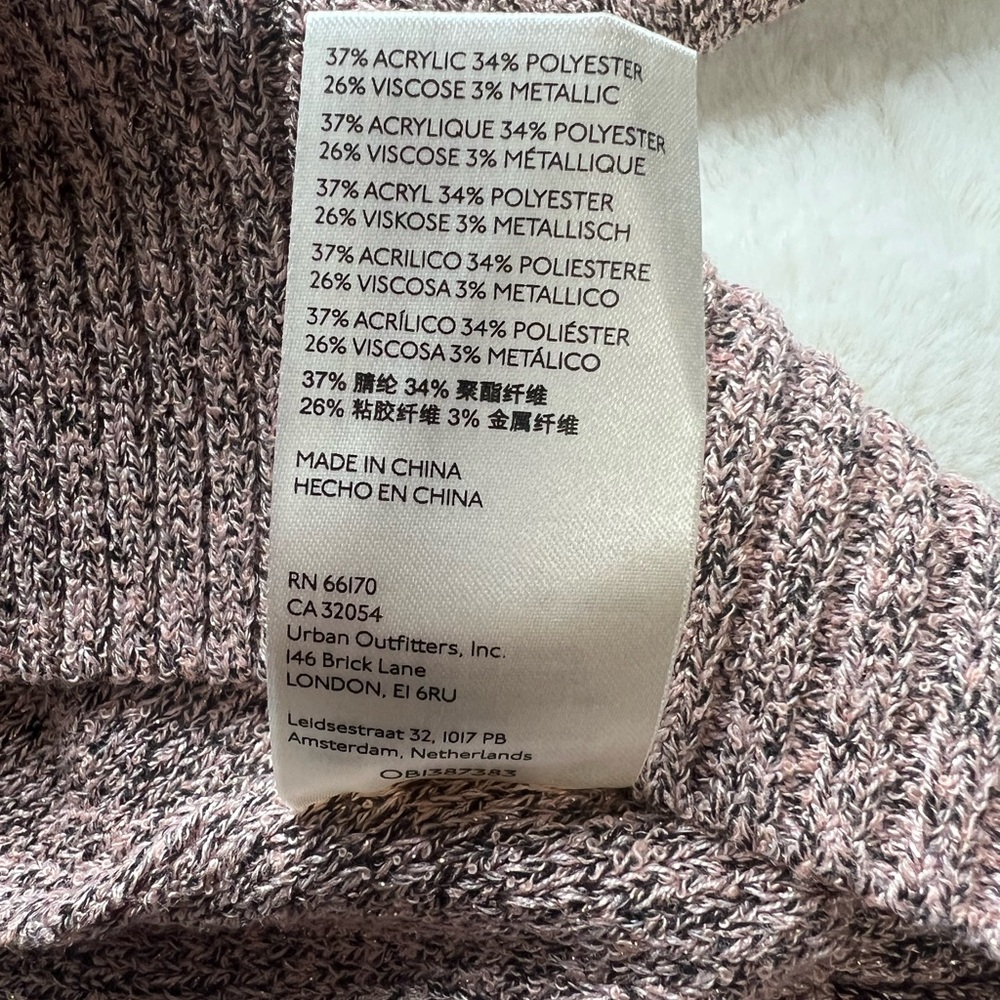 37% ACRYLIC 34% POLYESTER
26% VISCOSE 3% METALLIC
37% ACRYLIQUE 34% POLYESTER
26% VISCOSE 3% MÉTALLIQUE
37% ACRYL 34% POLYESTER
26% VISKOSE 3% METALLISCH
37% ACRILICO 34% POLIESTERE
26% VISCOSA 3% METALLICO
37% ACRÍLICO 34% POLIÉSTER
26% VISCOSA 3% METÁLICO
37% 腈纶 34% 聚酯纤维
26% 粘胶纤维 3% 金属纤维
MADE IN CHINA
HECHO EN CHINA
RN 66170
CA 32054
Urban Outfitters, Inc.
146 Brick Lane
LONDON, E1 6RU
Leidsestraat 32, 1017 PB
Amsterdam, Netherlands
OB1387383